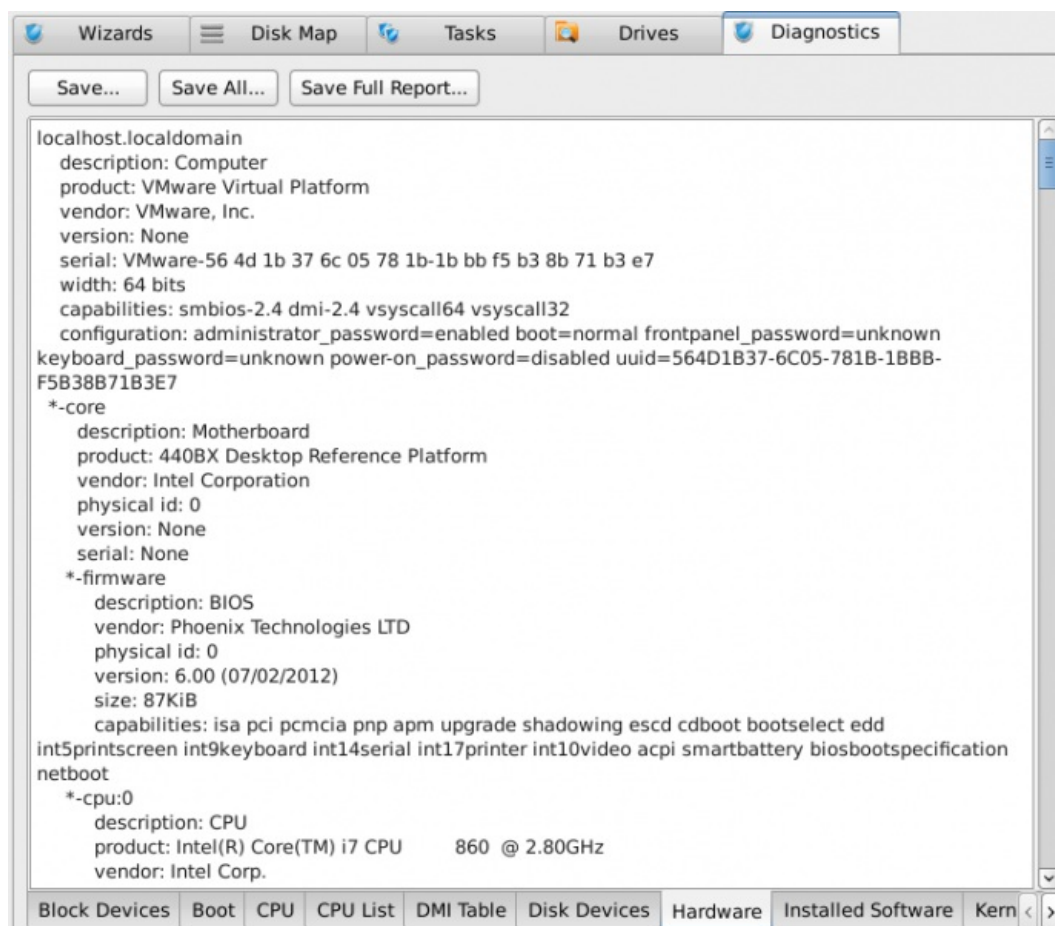 Wizards Disk Map Tasks Drives Diagnostics
Save... Save All... Save Full Report...
localhost.localdomain
description: Computer
product: VMware Virtual Platform
vendor: VMware, Inc.
version: None
serial: VMware-56 4d 1b 37 6c 05 78 1b-1b bb f5 b3 8b 71 b3 e7
width: 64 bits
capabilities: smbios-2.4 dmi-2.4 vsyscall64 vsyscall32
configuration: administrator_password=enabled boot=normal frontpanel_password=unknown
keyboard_password=unknown power-on_password=disabled uuid=564D1B37-6C05-781B-1BBB-
F5B38B71B3E7
*-core
description: Motherboard
product: 440BX Desktop Reference Platform
vendor: Intel Corporation
physical id: 0
version: None
serial: None
*-firmware
description: BIOS
vendor: Phoenix Technologies LTD
physical id: 0
version: 6.00 (07/02/2012)
size: 87KiB
capabilities: isa pci pcmcia pnp apm upgrade shadowing escd cdboot bootselect edd
int5printscreen int9keyboard int14serial int17printer int10video acpi smartbattery biosbootspecification
netboot
*-cpu:0
description: CPU
product: Intel(R) Core(TM) i7 CPU 860 @ 2.80GHz
vendor: Intel Corp.
Block Devices Boot CPU CPU List DMI Table Disk Devices Hardware Installed Software Kern